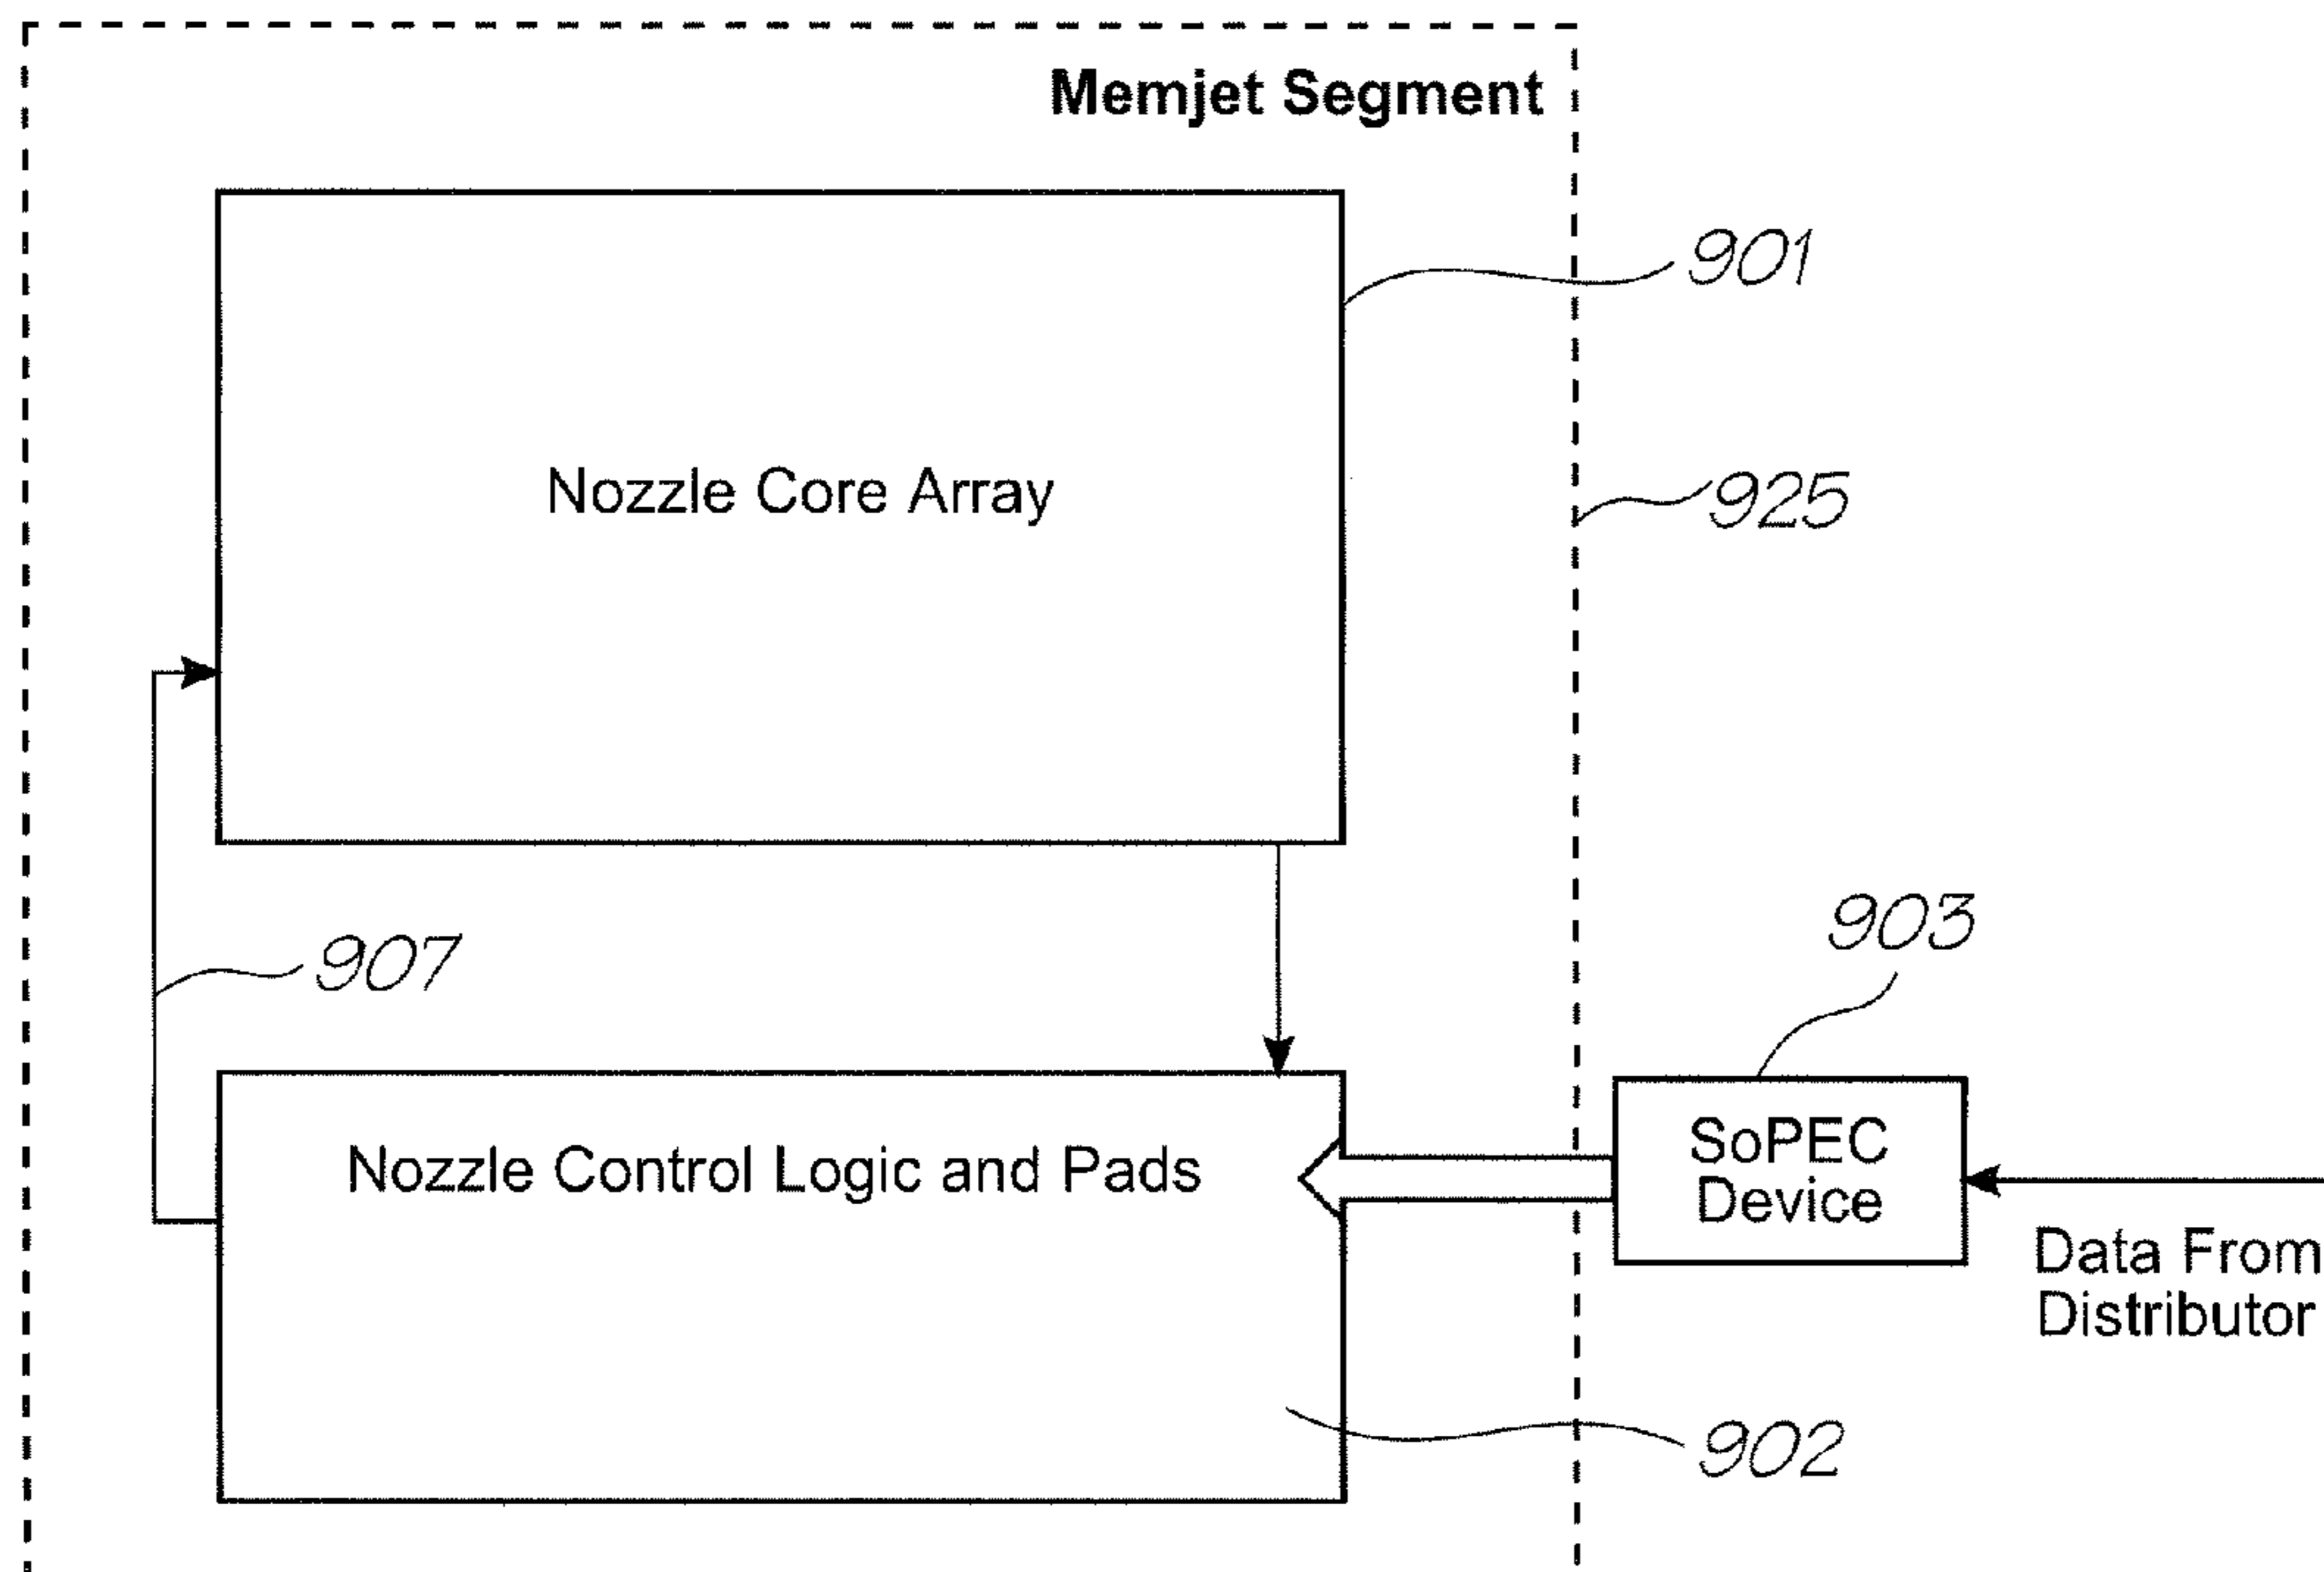 Memjet Segment
901
Nozzle Core Array
925
903
907
SoPEC
Device
Nozzle Control Logic and Pads
Data From
Distributor
902